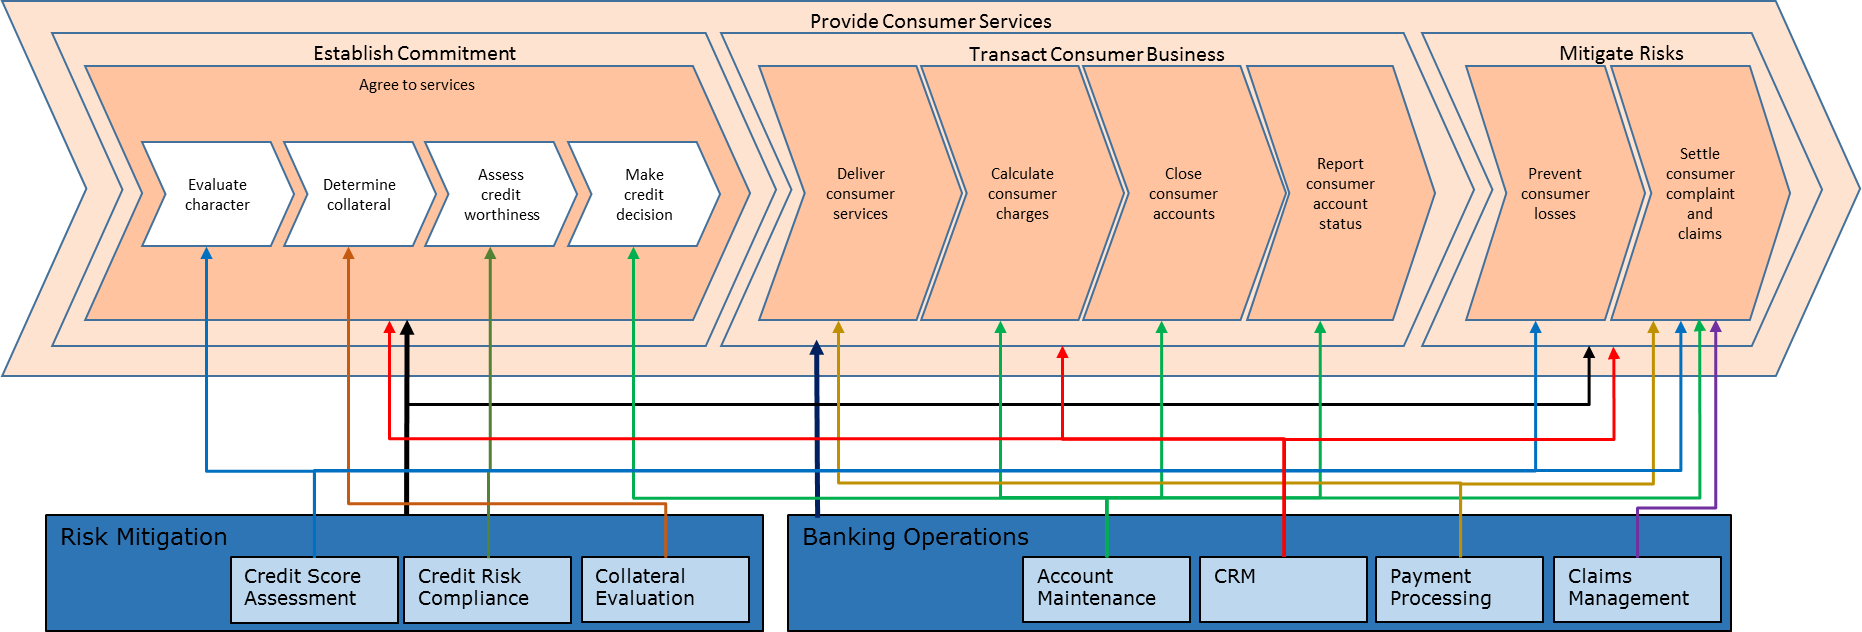 Provide Consumer Services
Establish Commitment
Transact Consumer Business
Mitigate Risks
Agree to services
Evaluate
character
Determine
collateral
Assess
credit
worthiness
Make
credit
decision
Deliver
consumer
services
Calculate
consumer
charges
Close
consumer
accounts
Report
consumer
account
status
Prevent
consumer
losses
Settle
consumer
complaint
and
claims
Risk Mitigation
Credit Score
Assessment
Credit Risk
Compliance
Collateral
Evaluation
Banking Operations
Account
Maintenance
CRM
Payment
Processing
Claims
Management